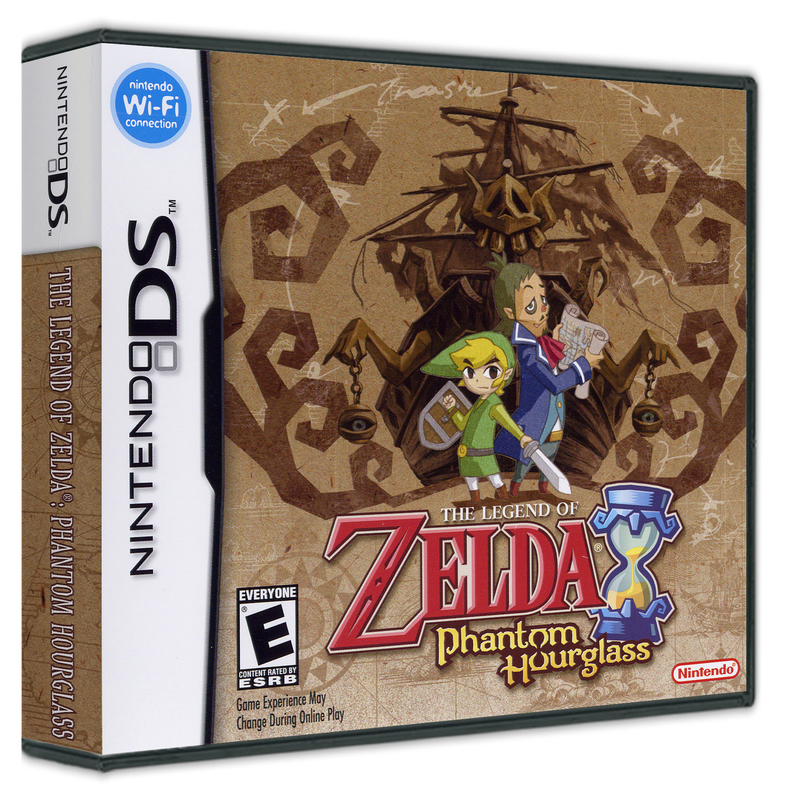 NINTENDO DS™
THE LEGEND OF ZELDA®: PHANTOM HOURGLASS
nintendo
Wi-Fi
connection
NINTENDO DS™
Treasure
THE LEGEND OF
ZELDA®
Phantom
Hourglass
EVERYONE
E®
CONTENT RATED BY
ESRB
Game Experience May
Change During Online Play
Nintendo®